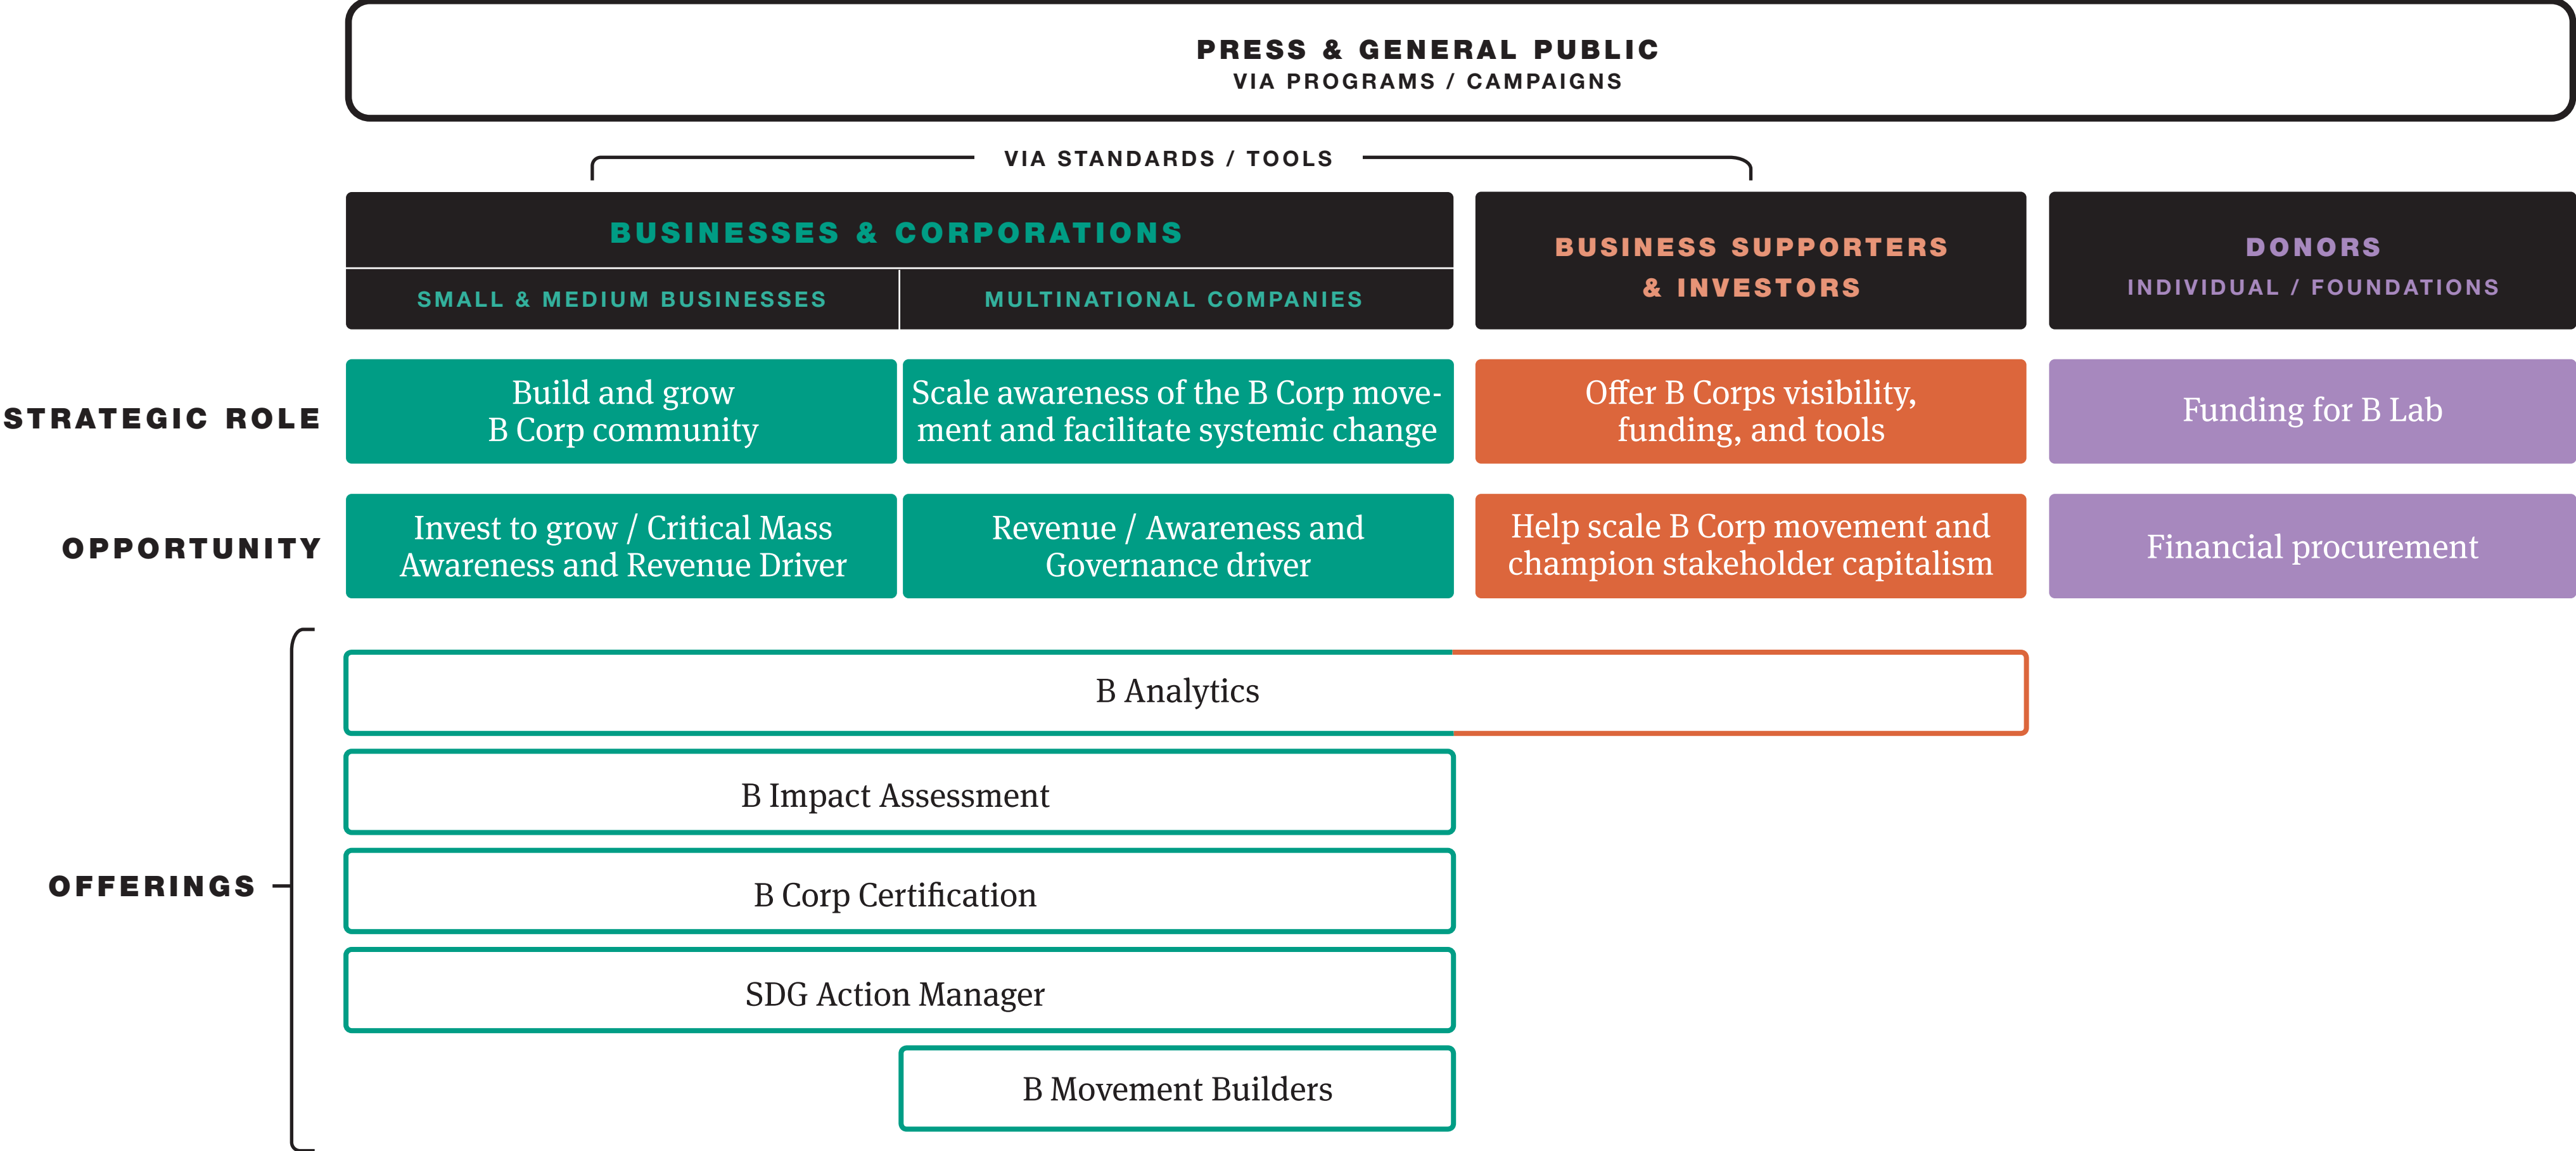 PRESS & GENERAL PUBLIC
VIA PROGRAMS / CAMPAIGNS
VIA STANDARDS / TOOLS
BUSINESSES & CORPORATIONS
SMALL & MEDIUM BUSINESSES
MULTINATIONAL COMPANIES
BUSINESS SUPPORTERS
& INVESTORS
DONORS
INDIVIDUAL / FOUNDATIONS
STRATEGIC ROLE
Build and grow
B Corp community
Scale awareness of the B Corp move-
ment and facilitate systemic change
Offer B Corps visibility,
funding, and tools
Funding for B Lab
OPPORTUNITY
Invest to grow / Critical Mass
Awareness and Revenue Driver
Revenue / Awareness and
Governance driver
Help scale B Corp movement and
champion stakeholder capitalism
Financial procurement
OFFERINGS
B Analytics
B Impact Assessment
B Corp Certification
SDG Action Manager
B Movement Builders